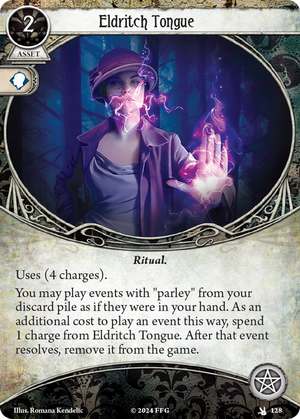 Eldritch Tongue
2
ASSET
Ritual.
Uses (4 charges).
You may play events with "parley" from your
discard pile as if they were in your hand. As an
additional cost to play an event this way, spend
1 charge from Eldritch Tongue. After that event
resolves, remove it from the game.
Illus. Romana Kendelic © 2024 FFG 128